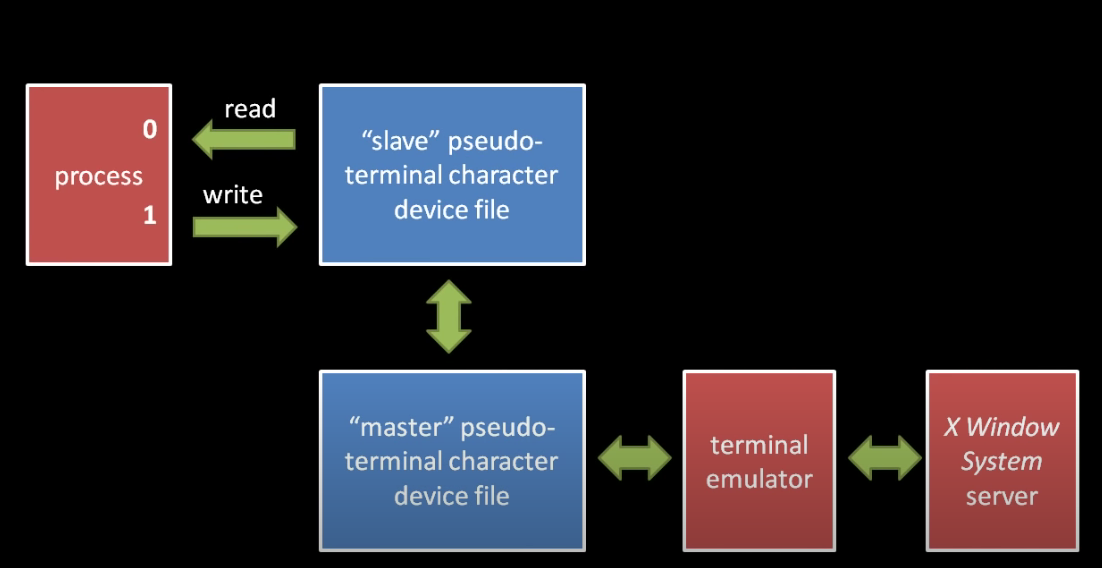 read
0
process
write
1
“slave” pseudo-
terminal character
device file
“master” pseudo-
terminal character
device file
terminal
emulator
X Window
System
server